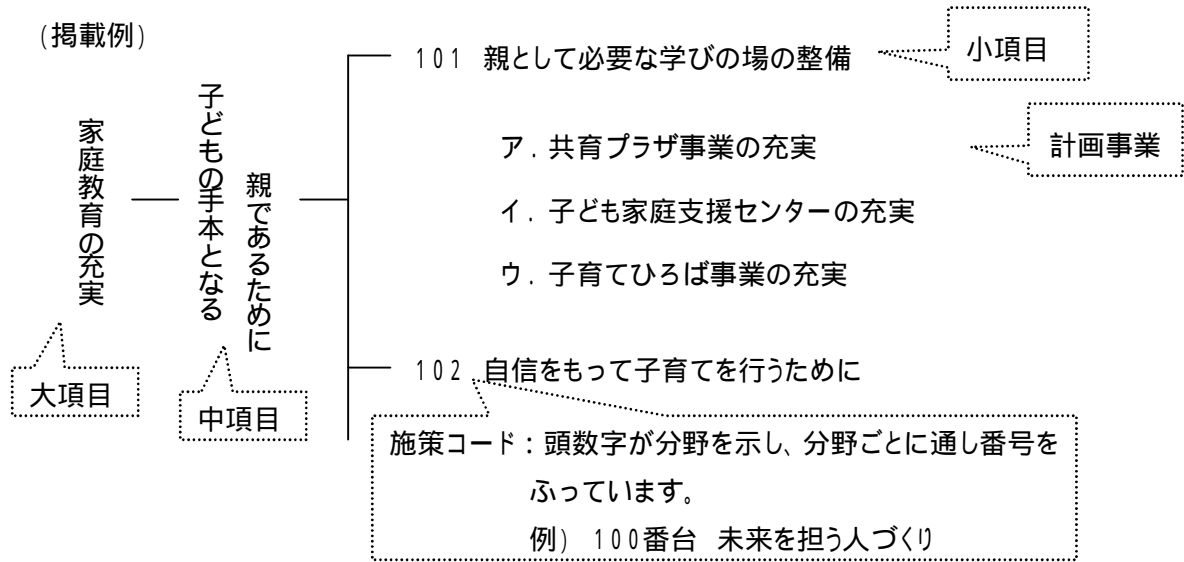 (掲載例)
101 親として必要な学びの場の整備
小項目
家庭教育の充実
子どもの手本となる
親であるために
ア. 共育プラザ事業の充実
計画事業
イ. 子ども家庭支援センターの充実
ウ. 子育てひろば事業の充実
大項目
中項目
102 自信をもって子育てを行うために
施策コード：頭数字が分野を示し、分野ごとに通し番号を
ふっています。
例) 100番台 未来を担う人づくり